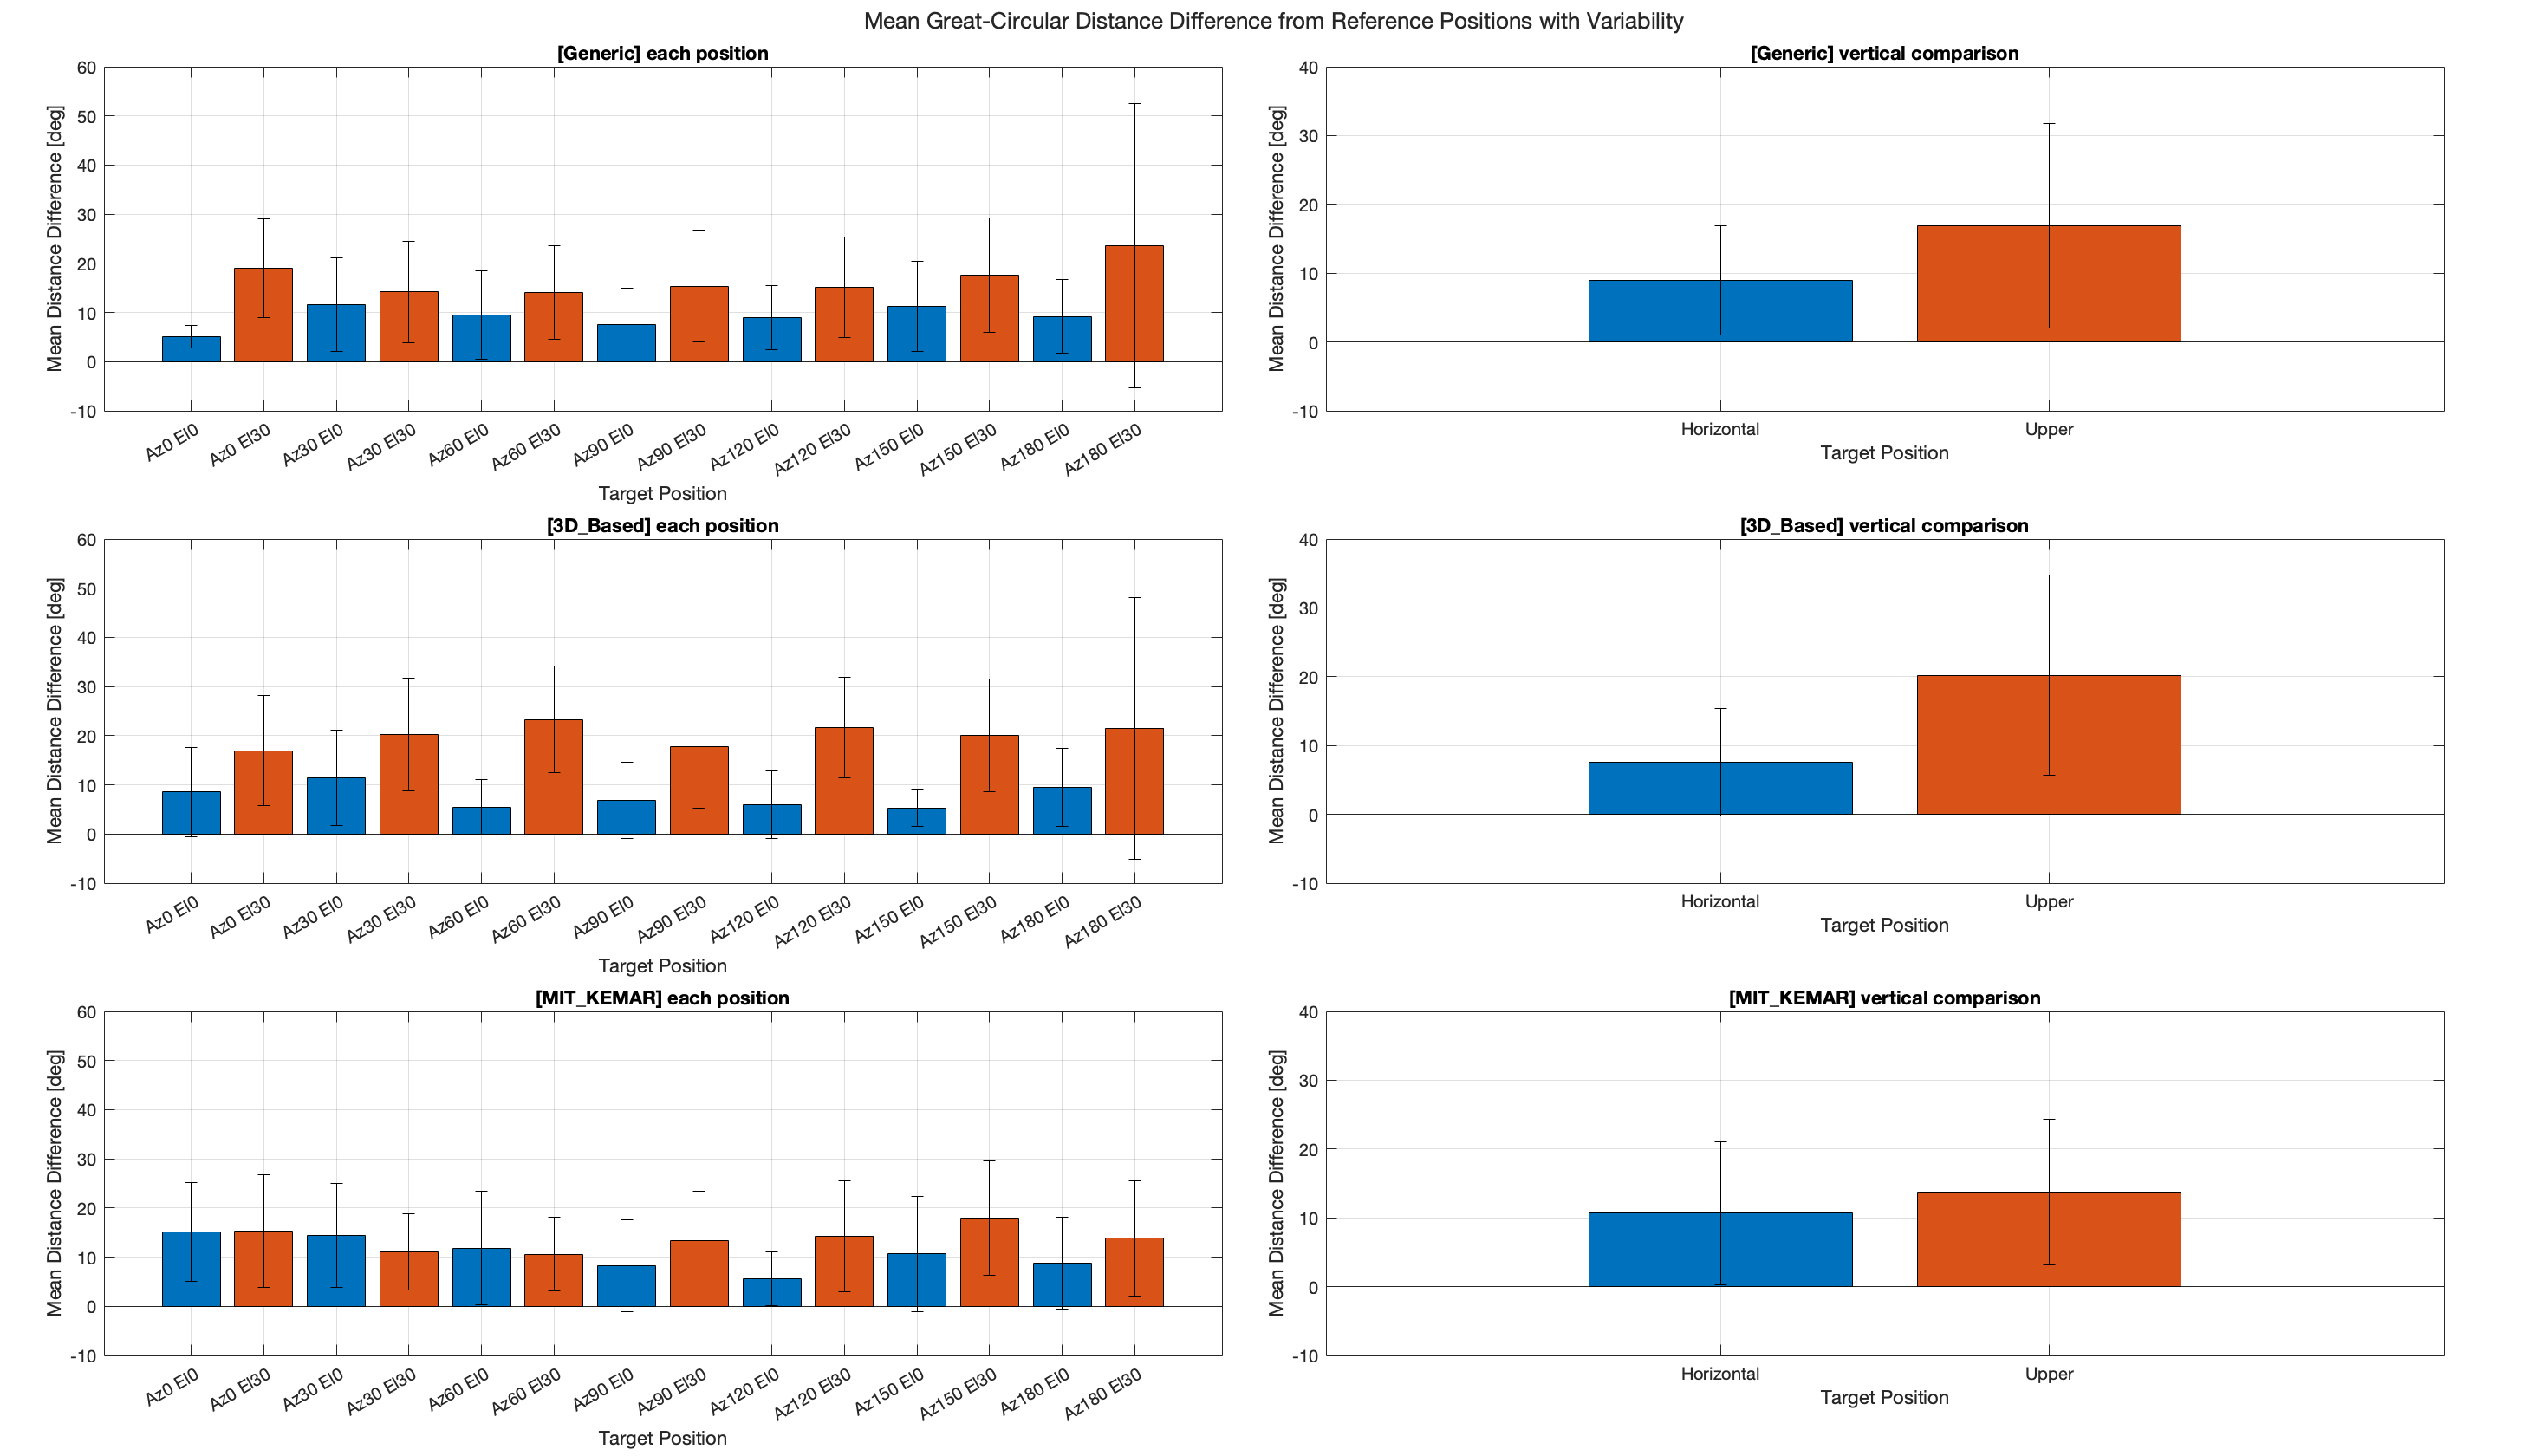 Mean Great-Circular Distance Difference from Reference Positions with Variability
[Generic] each position
Mean Distance Difference [deg]
60
50
40
30
20
10
0
-10
Az0 El0
Az0 El30
Az30 El0
Az30 El30
Az60 El0
Az60 El30
Az90 El0
Az90 El30
Az120 El0
Az120 El30
Az150 El0
Az150 El30
Az180 El0
Az180 El30
Target Position
[Generic] vertical comparison
Mean Distance Difference [deg]
40
30
20
10
0
-10
Horizontal
Upper
Target Position
[3D_Based] each position
Mean Distance Difference [deg]
60
50
40
30
20
10
0
-10
Az0 El0
Az0 El30
Az30 El0
Az30 El30
Az60 El0
Az60 El30
Az90 El0
Az90 El30
Az120 El0
Az120 El30
Az150 El0
Az150 El30
Az180 El0
Az180 El30
Target Position
[3D_Based] vertical comparison
Mean Distance Difference [deg]
40
30
20
10
0
-10
Horizontal
Upper
Target Position
[MIT_KEMAR] each position
Mean Distance Difference [deg]
60
50
40
30
20
10
0
-10
Az0 El0
Az0 El30
Az30 El0
Az30 El30
Az60 El0
Az60 El30
Az90 El0
Az90 El30
Az120 El0
Az120 El30
Az150 El0
Az150 El30
Az180 El0
Az180 El30
Target Position
[MIT_KEMAR] vertical comparison
Mean Distance Difference [deg]
40
30
20
10
0
-10
Horizontal
Upper
Target Position